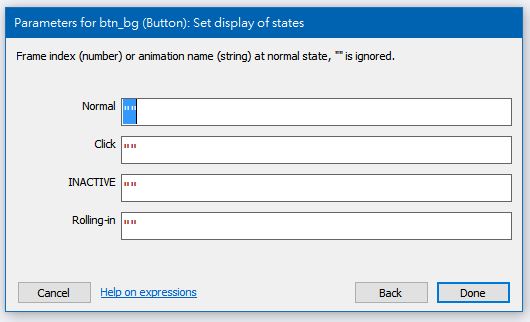 Parameters for btn_bg (Button): Set display of states
Frame index (number) or animation name (string) at normal state, "" is ignored.
Normal ""
Click ""
INACTIVE ""
Rolling-in ""
Cancel Help on expressions Back Done